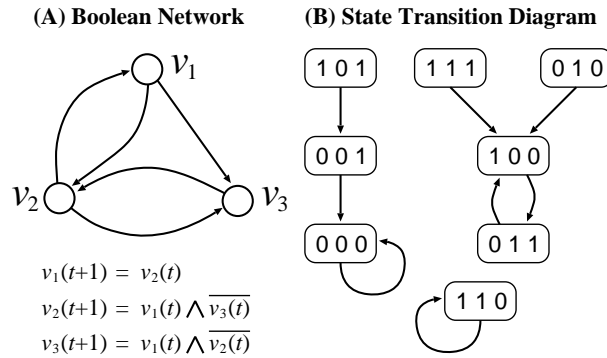 (A) Boolean Network
v₁
v₂
v₃
v₁(t+1) = v₂(t)
v₂(t+1) = v₁(t) ∧ v̅₃̅(̅t̅)̅
v₃(t+1) = v₁(t) ∧ v̅₂̅(̅t̅)̅
(B) State Transition Diagram
1 0 1
1 1 1
0 1 0
0 0 1
1 0 0
0 0 0
0 1 1
1 1 0